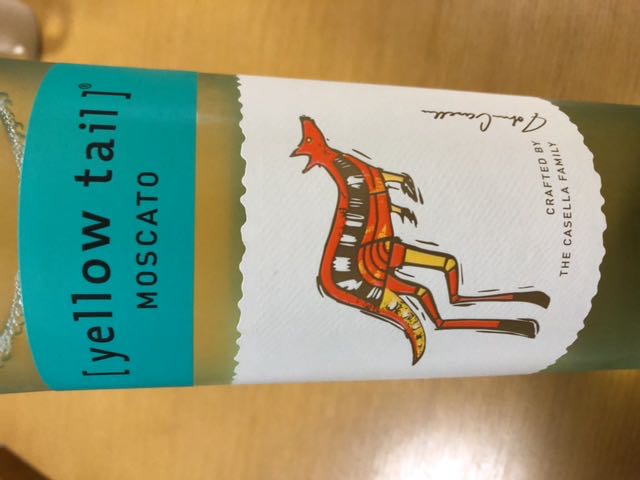 [yellow tail]®
MOSCATO
CRAFTED BY
THE CASELLA FAMILY